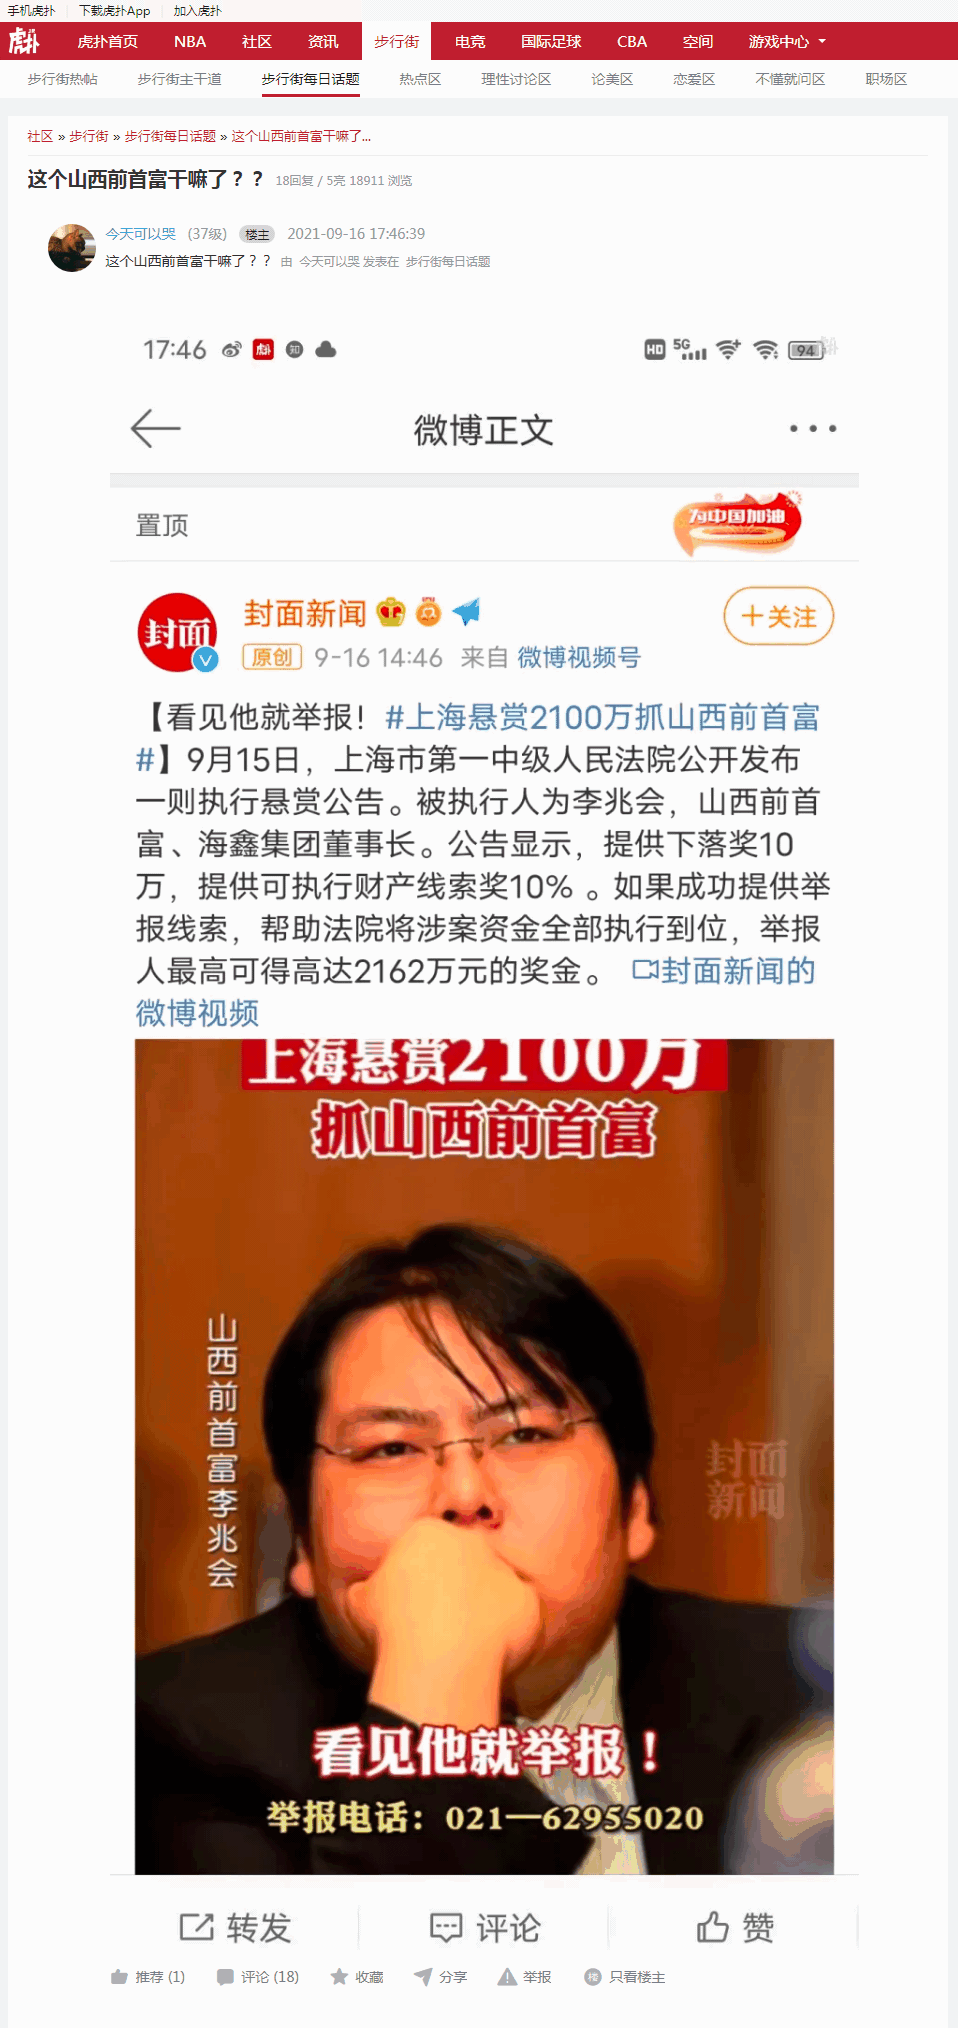 手机虎扑 下载虎扑App 加入虎扑
虎扑 虎扑首页 NBA 社区 资讯 步行街 电竞 国际足球 CBA 空间 游戏中心
步行街热帖 步行街主干道 步行街每日话题 热点区 理性讨论区 论美区 恋爱区 不懂就问区 职场区
社区 » 步行街 » 步行街每日话题 » 这个山西前首富干嘛了...
这个山西前首富干嘛了？？ 18回复 / 5亮 18911 浏览
今天可以哭 (37级) 楼主 2021-09-16 17:46:39
这个山西前首富干嘛了？？ 由 今天可以哭 发表在 步行街每日话题
17:46 虎扑 知 HD 5G 94
微博正文
置顶 为中国加油
封面 封面新闻 +关注
原创 9-16 14:46 来自 微博视频号
【看见他就举报！#上海悬赏2100万抓山西前首富
#】9月15日，上海市第一中级人民法院公开发布
一则执行悬赏公告。被执行人为李兆会，山西前首
富、海鑫集团董事长。公告显示，提供下落奖10
万，提供可执行财产线索奖10% 。如果成功提供举
报线索，帮助法院将涉案资金全部执行到位，举报
人最高可得高达2162万元的奖金。 封面新闻的
微博视频
上海悬赏2100万
抓山西前首富
山西前首富李兆会
封面
新闻
看见他就举报！
举报电话：021—62955020
转发 评论 赞
推荐 (1) 评论 (18) 收藏 分享 举报 楼 只看楼主